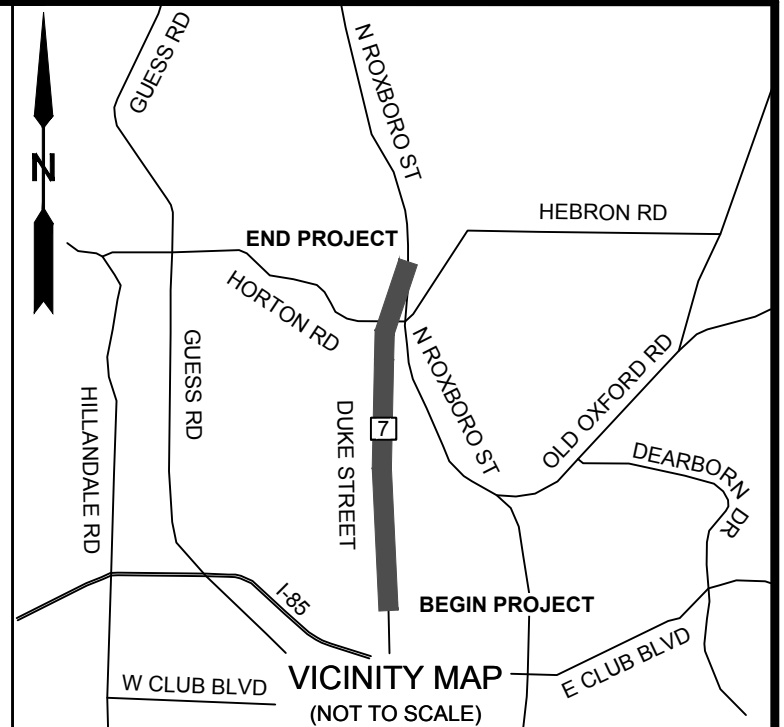 GUESS RD
N ROXBORO ST
N
HEBRON RD
END PROJECT
HORTON RD
GUESS RD
N ROXBORO ST
OLD OXFORD RD
HILLANDALE RD
DUKE STREET
7
DEARBORN DR
I-85
BEGIN PROJECT
E CLUB BLVD
W CLUB BLVD
VICINITY MAP
(NOT TO SCALE)